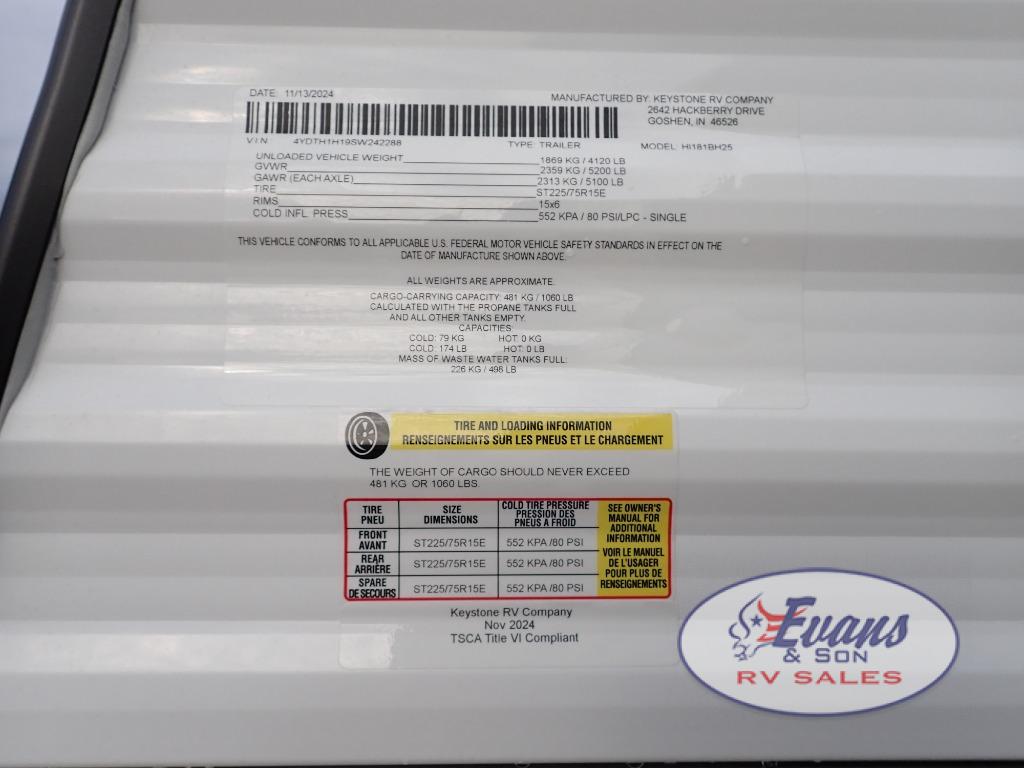 DATE: 11/13/2024
MANUFACTURED BY: KEYSTONE RV COMPANY
2642 HACKBERRY DRIVE
GOSHEN, IN 46526
V I N 4YDTH1H19SW242288 TYPE: TRAILER MODEL: HI181BH25
UNLOADED VEHICLE WEIGHT 1869 KG / 4120 LB
GVWR 2359 KG / 5200 LB
GAWR (EACH AXLE) 2313 KG / 5100 LB
TIRE ST225/75R15E
RIMS 15x6
COLD INFL. PRESS 552 KPA / 80 PSI/LPC - SINGLE
THIS VEHICLE CONFORMS TO ALL APPLICABLE U.S. FEDERAL MOTOR VEHICLE SAFETY STANDARDS IN EFFECT ON THE
DATE OF MANUFACTURE SHOWN ABOVE.
ALL WEIGHTS ARE APPROXIMATE.
CARGO-CARRYING CAPACITY: 481 KG / 1060 LB
CALCULATED WITH THE PROPANE TANKS FULL
AND ALL OTHER TANKS EMPTY.
CAPACITIES:
COLD: 79 KG HOT: 0 KG
COLD: 174 LB HOT: 0 LB
MASS OF WASTE WATER TANKS FULL:
226 KG / 498 LB
TIRE AND LOADING INFORMATION
RENSEIGNEMENTS SUR LES PNEUS ET LE CHARGEMENT
THE WEIGHT OF CARGO SHOULD NEVER EXCEED
481 KG OR 1060 LBS.
TIRE
PNEU
SIZE
DIMENSIONS
COLD TIRE PRESSURE
PRESSION DES
PNEUS A FROID
SEE OWNER'S
MANUAL FOR
ADDITIONAL
INFORMATION
VOIR LE MANUEL
DE L'USAGER
POUR PLUS DE
RENSEIGNEMENTS
FRONT
AVANT
ST225/75R15E 552 KPA /80 PSI
REAR
ARRIÈRE
ST225/75R15E 552 KPA /80 PSI
SPARE
DE SECOURS
ST225/75R15E 552 KPA /80 PSI
Keystone RV Company
Nov 2024
TSCA Title VI Compliant
Evans
& SON
RV SALES